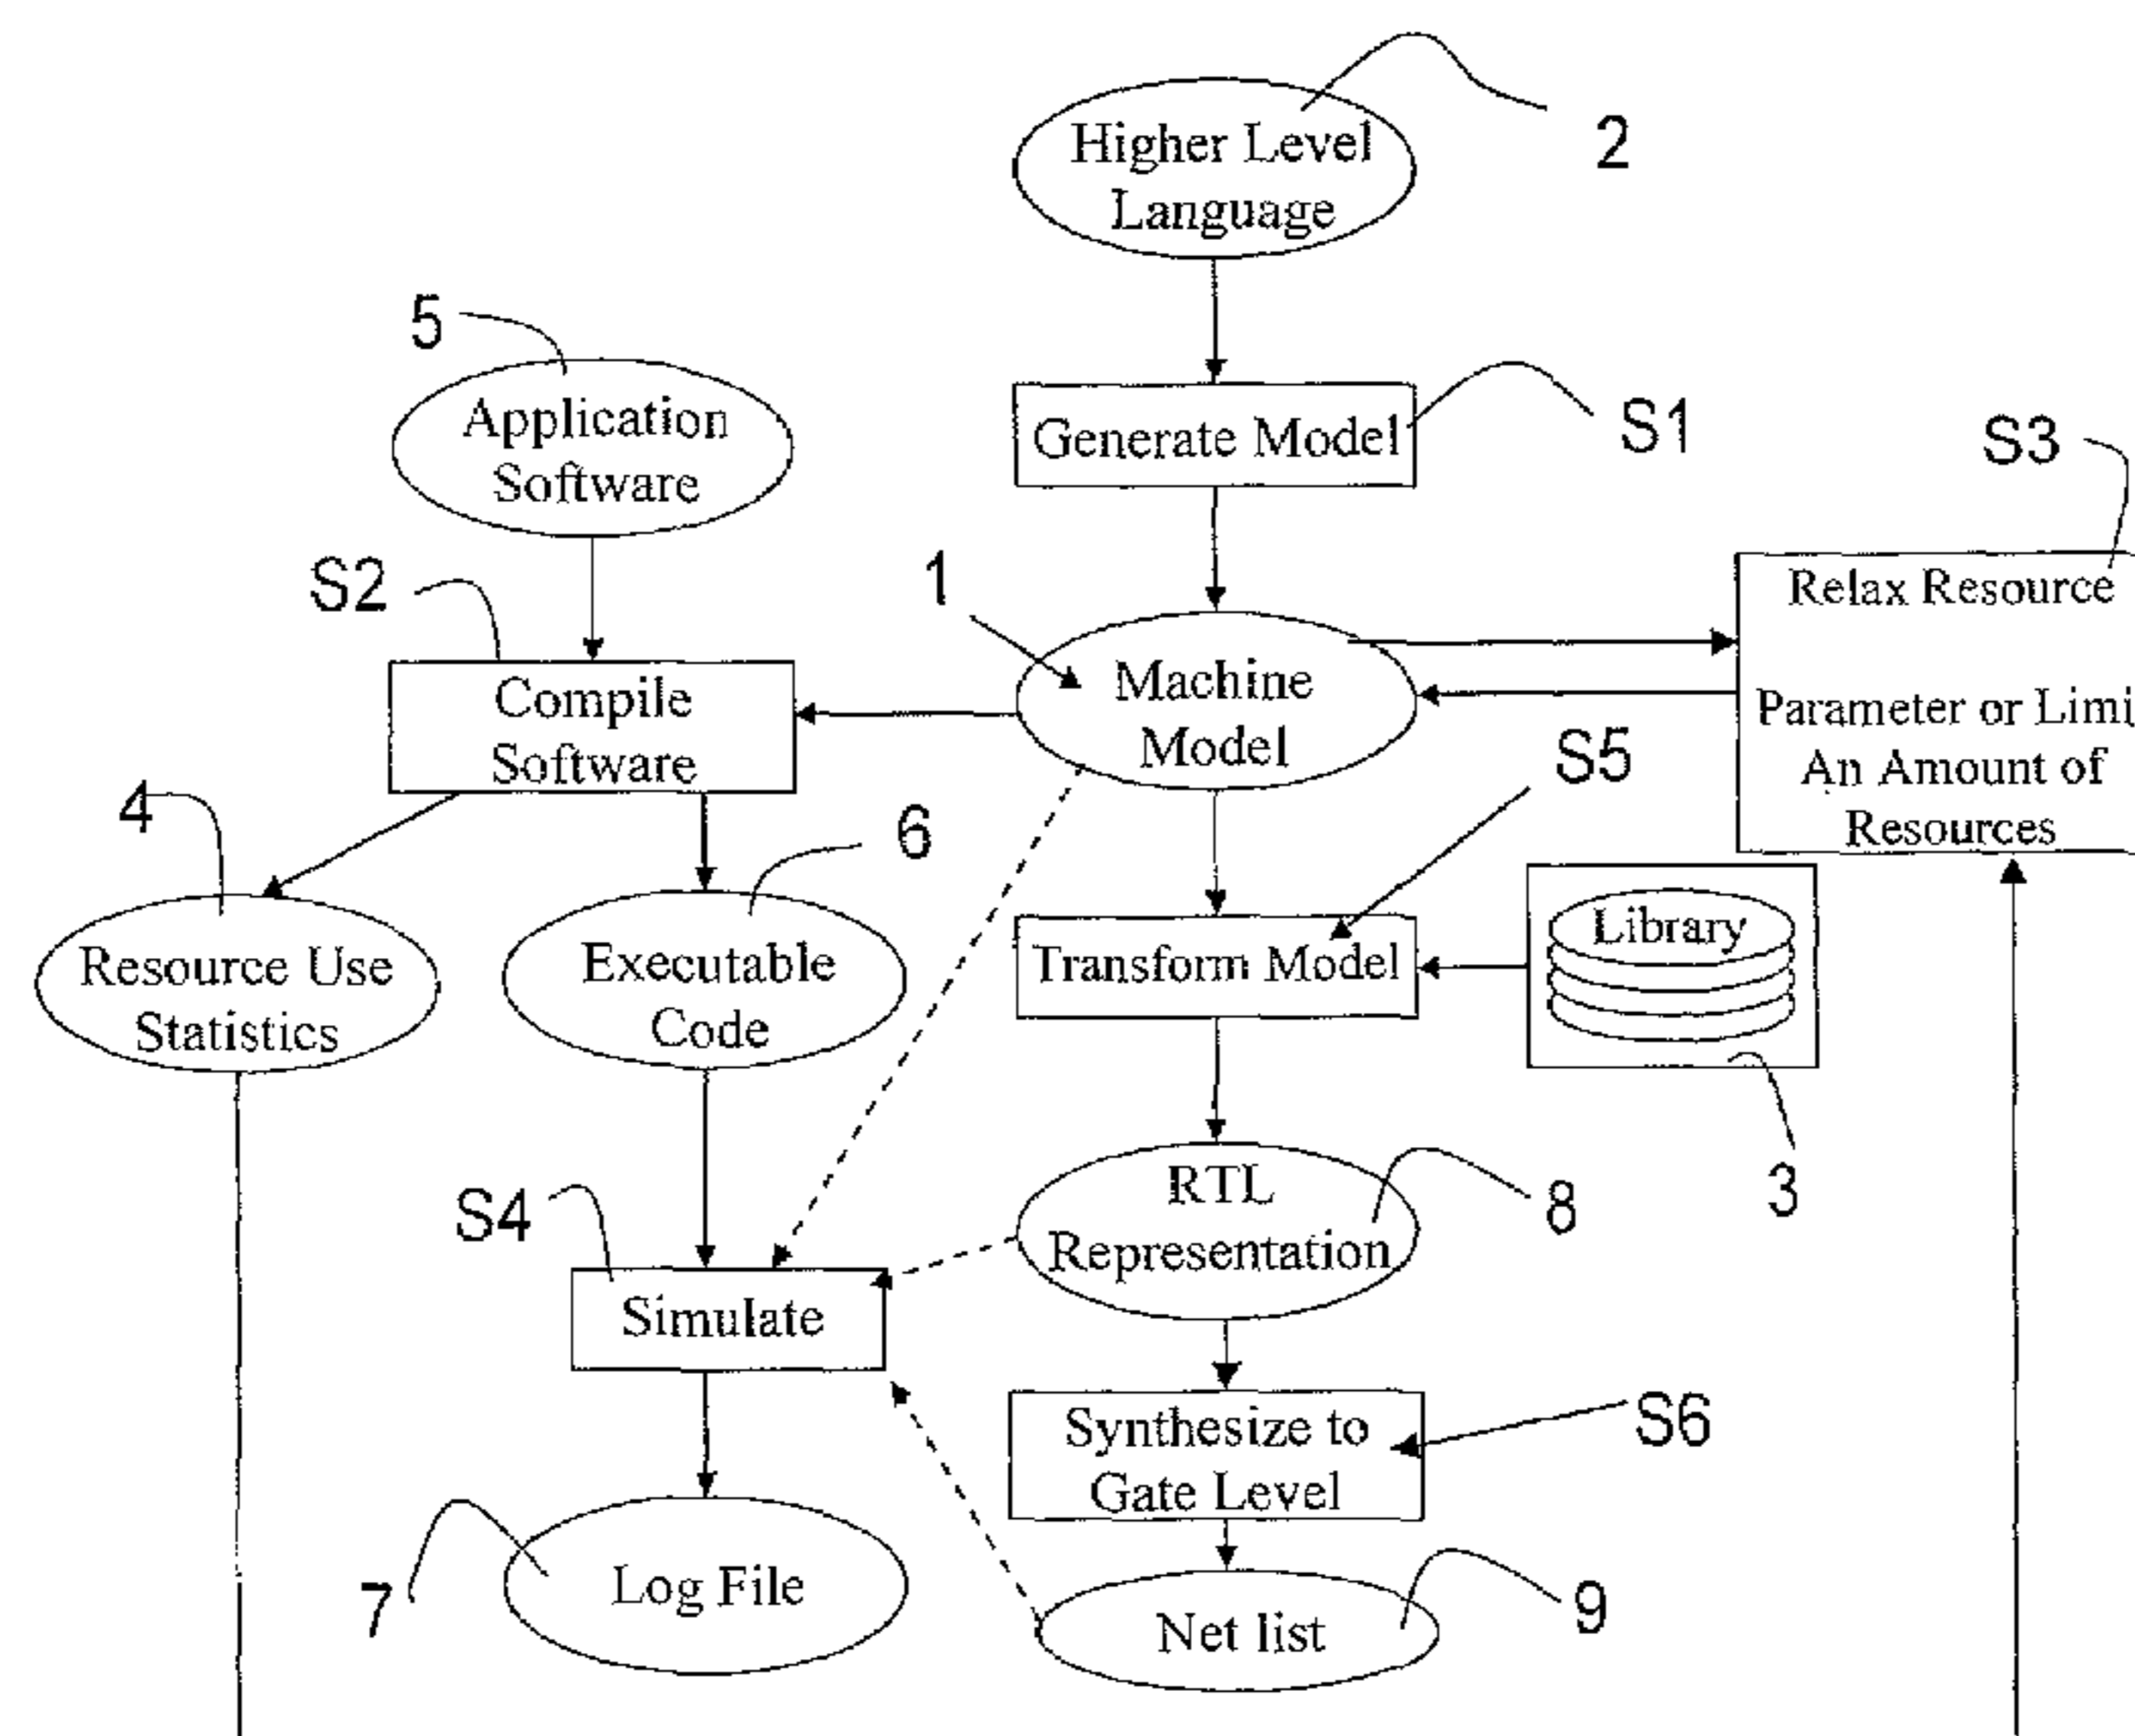 2
Higher Level
Language
5
Application
Software
Generate Model
S1
S3
S2
1
Compile
Software
Machine
Model
Relax Resource
Parameter or Limi
An Amount of
Resources
S5
4
6
Resource Use
Statistics
Executable
Code
Transform Model
Library
3
S4
RTL
Representation
8
Simulate
Synthesize to
Gate Level
S6
7
Log File
Net list
9